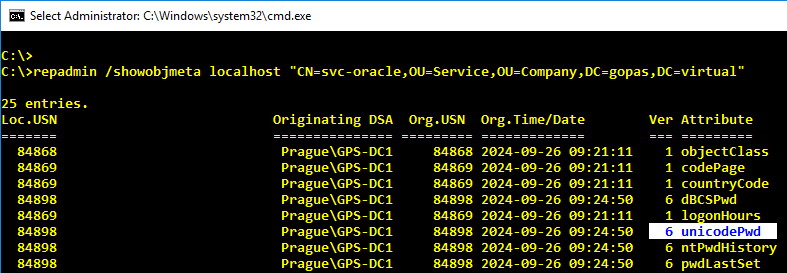 Select Administrator: C:\Windows\system32\cmd.exe
C:\>
C:\>repadmin /showobjmeta localhost "CN=svc-oracle,OU=Service,OU=Company,DC=gopas,DC=virtual"
25 entries.
Loc.USN Originating DSA Org.USN Org.Time/Date Ver Attribute
======= =============== ========= ============= === =========
84868 Prague\GPS-DC1 84868 2024-09-26 09:21:11 1 objectClass
84869 Prague\GPS-DC1 84869 2024-09-26 09:21:11 1 codePage
84869 Prague\GPS-DC1 84869 2024-09-26 09:21:11 1 countryCode
84898 Prague\GPS-DC1 84898 2024-09-26 09:24:50 6 dBCSPwd
84869 Prague\GPS-DC1 84869 2024-09-26 09:21:11 1 logonHours
84898 Prague\GPS-DC1 84898 2024-09-26 09:24:50 6 unicodePwd
84898 Prague\GPS-DC1 84898 2024-09-26 09:24:50 6 ntPwdHistory
84898 Prague\GPS-DC1 84898 2024-09-26 09:24:50 6 pwdLastSet